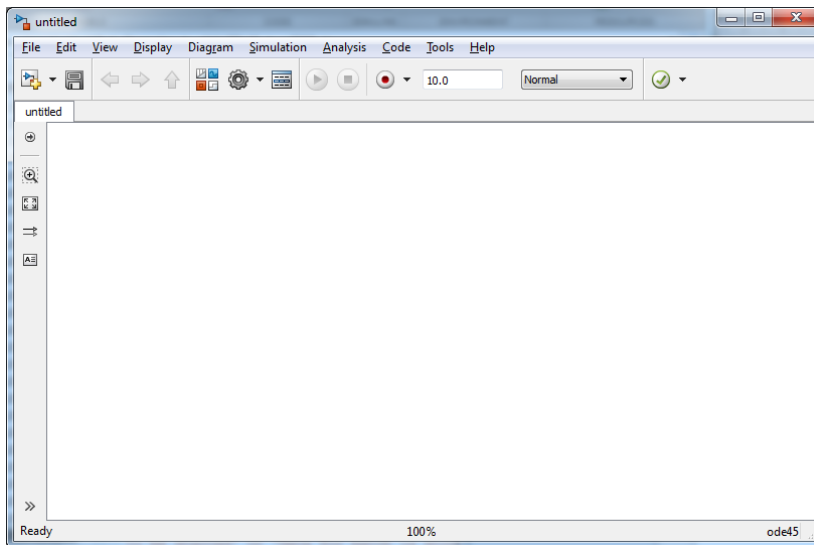 untitled
File Edit View Display Diagram Simulation Analysis Code Tools Help
10.0 Normal
untitled
Ready 100% ode45